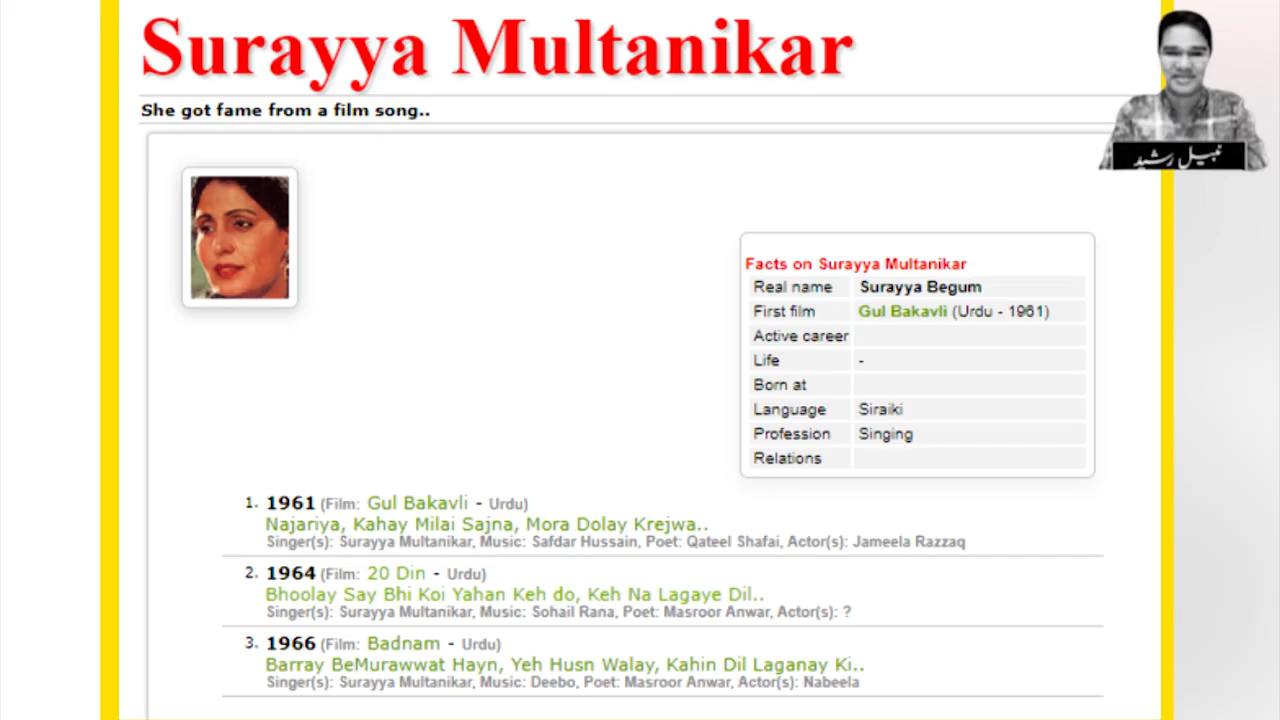 Surayya Multanikar
She got fame from a film song..
نبیل رشید
Facts on Surayya Multanikar
Real name Surayya Begum
First film Gul Bakavli (Urdu - 1961)
Active career
Life -
Born at
Language Siraiki
Profession Singing
Relations
1. 1961 (Film: Gul Bakavli - Urdu)
Najariya, Kahay Milai Sajna, Mora Dolay Krejwa..
Singer(s): Surayya Multanikar, Music: Safdar Hussain, Poet: Qateel Shafai, Actor(s): Jameela Razzaq
2. 1964 (Film: 20 Din - Urdu)
Bhoolay Say Bhi Koi Yahan Keh do, Keh Na Lagaye Dil..
Singer(s): Surayya Multanikar, Music: Sohail Rana, Poet: Masroor Anwar, Actor(s): ?
3. 1966 (Film: Badnam - Urdu)
Barray BeMurawwat Hayn, Yeh Husn Walay, Kahin Dil Laganay Ki..
Singer(s): Surayya Multanikar, Music: Deebo, Poet: Masroor Anwar, Actor(s): Nabeela